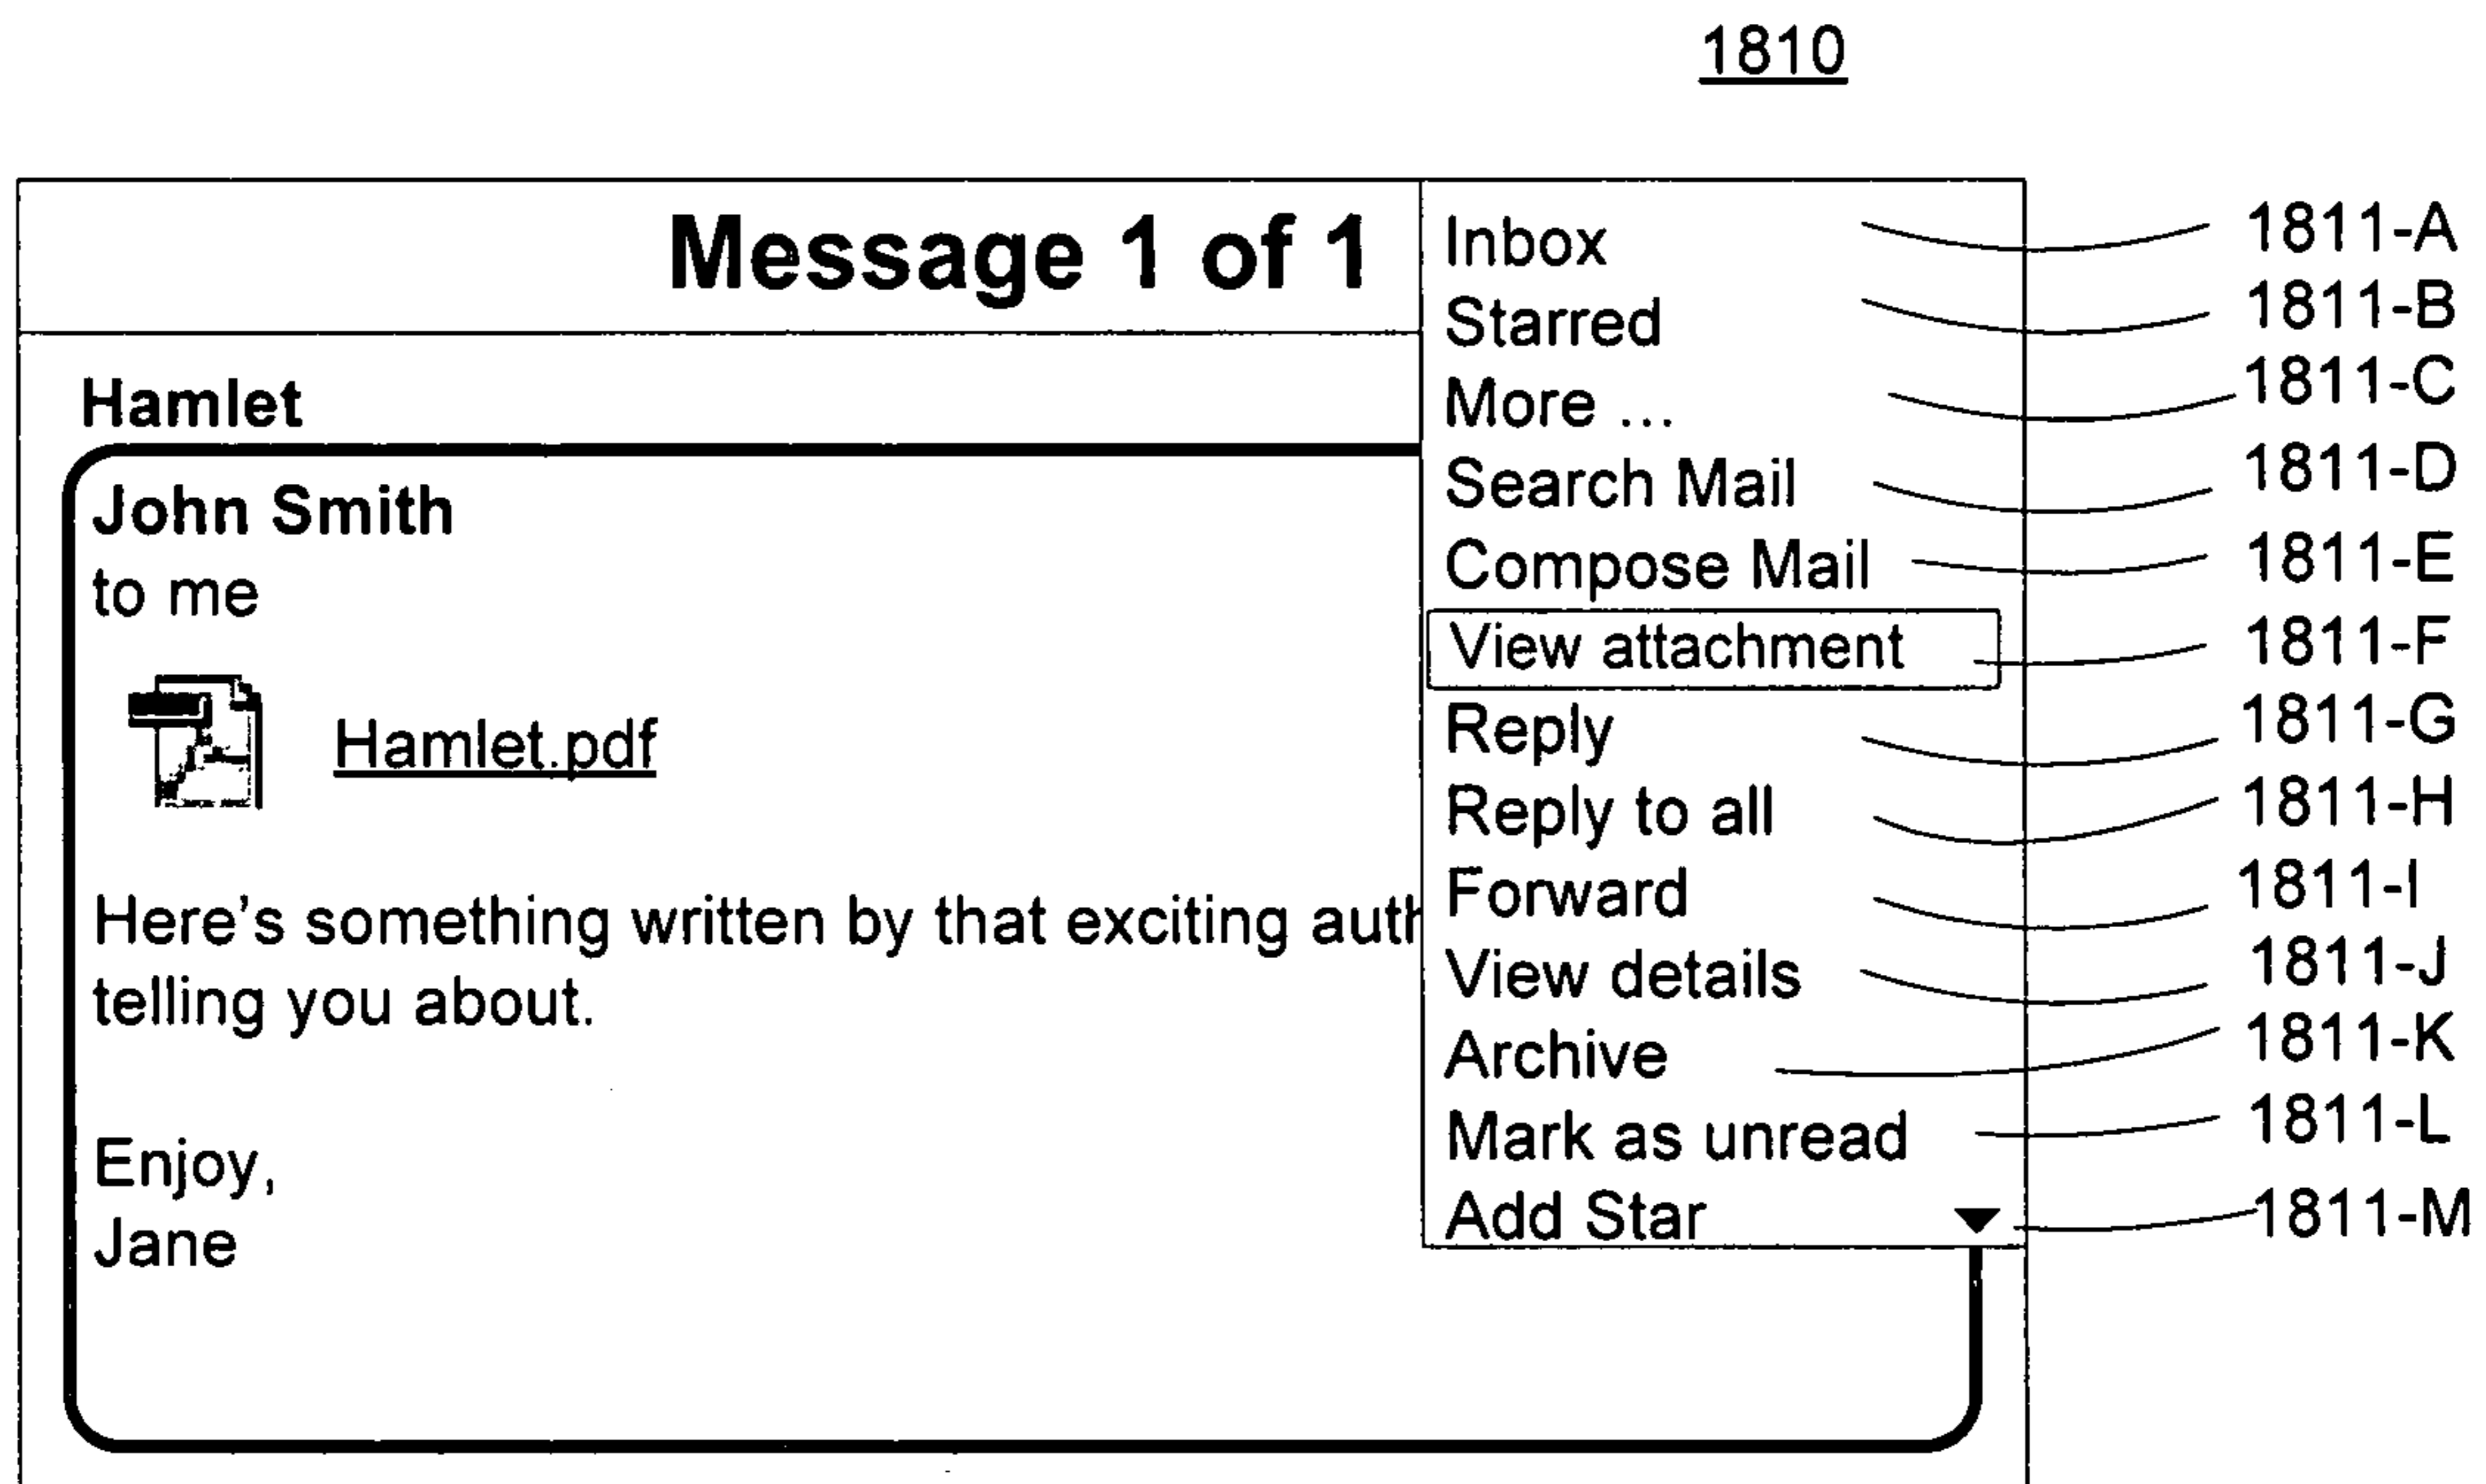 1810
Message 1 of 1
Hamlet
John Smith
to me
Hamlet.pdf
Here's something written by that exciting
telling you about.
Enjoy,
Jane
Inbox
Starred
More ...
Search Mail
Compose Mail
View attachment
Reply
Reply to all
Forward
View details
Archive
Mark as unread
Add Star
1811-A
1811-B
1811-C
1811-D
1811-E
1811-F
1811-G
1811-H
1811-I
1811-J
1811-K
1811-L
1811-M